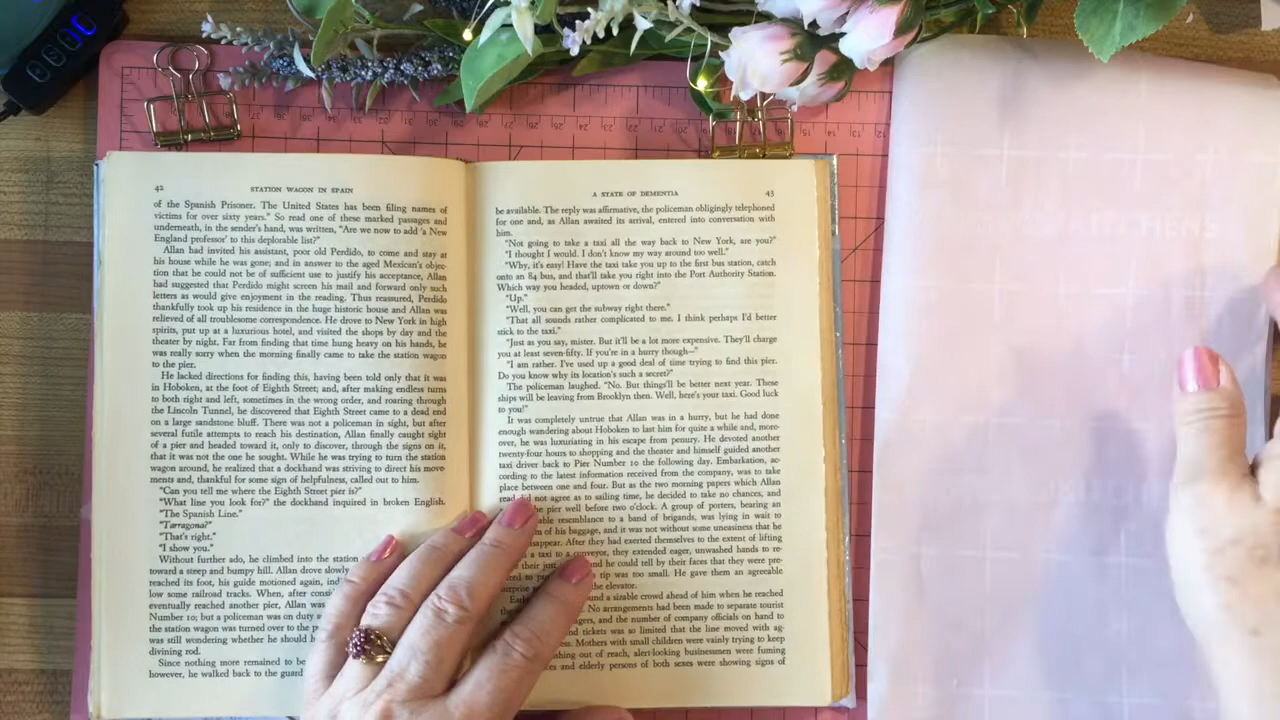 42
STATION WAGON IN SPAIN
of the Spanish Prisoner. The United States has been filing names of
victims for over sixty years." So read one of these marked passages and
underneath, in the sender's hand, was written, "Are we now to add 'a New
England professor' to this deplorable list?"
Allan had invited his assistant, poor old Perdido, to come and stay at
his house while he was gone; and in answer to the aged Mexican's objec-
tion that he could not be of sufficient use to justify his acceptance, Allan
had suggested that Perdido might screen his mail and forward only such
letters as would give enjoyment in the reading. Thus reassured, Perdido
thankfully took up his residence in the huge historic house and Allan was
relieved of all troublesome correspondence. He drove to New York in high
spirits, put up at a luxurious hotel, and visited the shops by day and the
theater by night. Far from finding that time hung heavy on his hands, he
was really sorry when the morning finally came to take the station wagon
to the pier.
He lacked directions for finding this, having been told only that it was
in Hoboken, at the foot of Eighth Street; and, after making endless turns
to both right and left, sometimes in the wrong order, and roaring through
the Lincoln Tunnel, he discovered that Eighth Street came to a dead end
on a large sandstone bluff. There was not a policeman in sight, but after
several futile attempts to reach his destination, Allan finally caught sight
of a pier and headed toward it, only to discover, through the signs on it,
that it was not the one he sought. While he was trying to turn the station
wagon around, he realized that a dockhand was striving to direct his move-
ments and, thankful for some sign of helpfulness, called out to him.
"Can you tell me where the Eighth Street pier is?"
"What line you look for?" the dockhand inquired in broken English.
"The Spanish Line."
"Tarragona?"
"That's right."
"I show you."
Without further ado, he climbed into the station
toward a steep and bumpy hill. Allan drove slowly
reached its foot, his guide motioned again,
low some railroad tracks. When, after
eventually reached another pier, Allan was
Number 10; but a policeman was on duty
the station wagon was turned over to the
was still wondering whether he should
divining rod.
Since nothing more remained to be
however, he walked back to the guard
A STATE OF DEMENTIA
43
be available. The reply was affirmative, the policeman obligingly telephoned
for one and, as Allan awaited its arrival, entered into conversation with
him.
"Not going to take a taxi all the way back to New York, are you?"
"I thought I would. I don't know my way around too well."
"Why, it's easy! Have the taxi take you up to the first bus station, catch
onto an 84 bus, and that'll take you right into the Port Authority Station.
Which way you headed, uptown or down?"
"Up."
"Well, you can get the subway right there."
"That all sounds rather complicated to me. I think perhaps I'd better
stick to the taxi."
"Just as you say, mister. But it'll be a lot more expensive. They'll charge
you at least seven-fifty. If you're in a hurry though—"
"I am rather. I've used up a good deal of time trying to find this pier.
Do you know why its location's such a secret?"
The policeman laughed. "No. But things'll be better next year. These
ships will be leaving from Brooklyn then. Well, here's your taxi. Good luck
to you!"
It was completely untrue that Allan was in a hurry, but he had done
enough wandering about Hoboken to last him for quite a while and, more-
over, he was luxuriating in his escape from penury. He devoted another
twenty-four hours to shopping and the theater and himself guided another
taxi driver back to Pier Number 10 the following day. Embarkation, ac-
cording to the latest information received from the company, was to take
place between one and four. But as the two morning papers which Allan
read did not agree as to sailing time, he decided to take no chances, and
the pier well before two o'clock. A group of porters, bearing an
resemblance to a band of brigands, was lying in wait to
of his baggage, and it was not without some uneasiness that he
disappear. After they had exerted themselves to the extent of lifting
a taxi to a conveyor, they extended eager, unwashed hands to re-
their just and he could tell by their faces that they were pre-
to tip was too small. He gave them an agreeable
the elevator.
a sizable crowd ahead of him when he reached
No arrangements had been made to separate tourist
and the number of company officials on hand to
tickets was so limited that the line moved with ag-
Mothers with small children were vainly trying to keep
out of reach, alert-looking businessmen were fuming
and elderly persons of both sexes were showing signs of